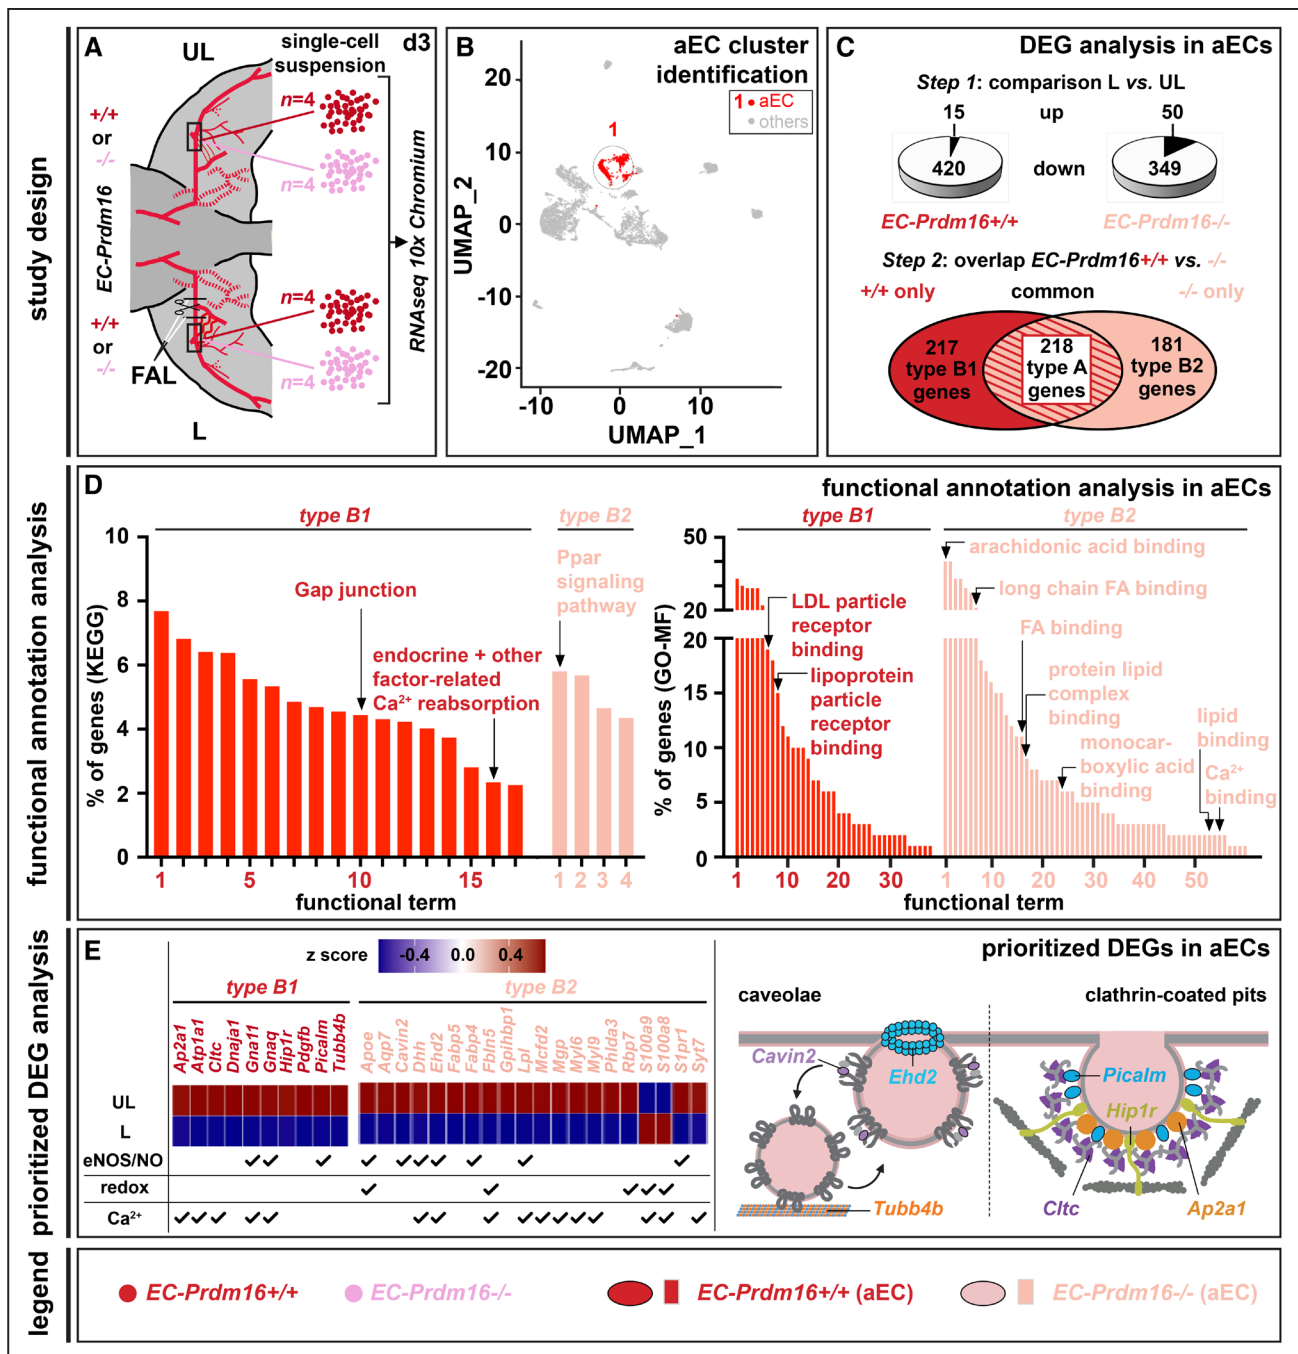 study design
A
UL
single-cell
suspension
d3
+/+
or
-/-
n=4
n=4
EC-Prdm16
RNAseq 10x Chromium
+/+
or
-/-
n=4
n=4
FAL
L
B
aEC cluster
identification
1 • aEC
• others
1
20
10
0
-10
-20
UMAP_2
-10
0
10
UMAP_1
C
DEG analysis in aECs
Step 1: comparison L vs. UL
15
up
50
420
down
349
EC-Prdm16+/+
EC-Prdm16-/-
Step 2: overlap EC-Prdm16+/+ vs. -/-
+/+ only
common
-/- only
217
type B1
genes
218
type A
genes
181
type B2
genes
functional annotation analysis
D
functional annotation analysis in aECs
type B1
type B2
% of genes (KEGG)
10
8
6
4
2
0
Gap junction
endocrine + other
factor-related
Ca²⁺ reabsorption
Ppar
signaling
pathway
1
5
10
15
1
2
3
4
functional term
type B1
type B2
% of genes (GO-MF)
50
20
20
15
10
5
0
LDL particle
receptor
binding
lipoprotein
particle
receptor
binding
arachidonic acid binding
long chain FA binding
FA binding
protein lipid
complex
binding
monocar-
boxylic acid
binding
lipid
binding
Ca²⁺
binding
1
10
20
30
1
10
20
30
40
50
functional term
prioritized DEG analysis
E
z score
-0.4
0.0
0.4
prioritized DEGs in aECs
type B1
type B2
Ap2a1
Atp1a1
Cltc
Dnaja1
Gna11
Gnaq
Hip1r
Pdgfb
Picalm
Tubb4b
Apoe
Aqp7
Cavin2
Dhh
Ehd2
Fabp5
Fabp4
Fbln5
Gpihbp1
Lpl
Mcfd2
Mgp
Myl6
Myl9
Phlda3
Rbp7
S100a9
S100a8
S1pr1
Syt7
UL
L
eNOS/NO
✓ ✓ ✓ ✓ ✓ ✓ ✓ ✓ ✓ ✓
redox
✓ ✓ ✓ ✓ ✓
Ca²⁺
✓ ✓ ✓ ✓ ✓ ✓ ✓ ✓ ✓ ✓ ✓ ✓ ✓ ✓ ✓ ✓
caveolae
clathrin-coated pits
Cavin2
Ehd2
Tubb4b
Picalm
Hip1r
Cltc
Ap2a1
legend
EC-Prdm16+/+
EC-Prdm16-/-
EC-Prdm16+/+ (aEC)
EC-Prdm16-/- (aEC)